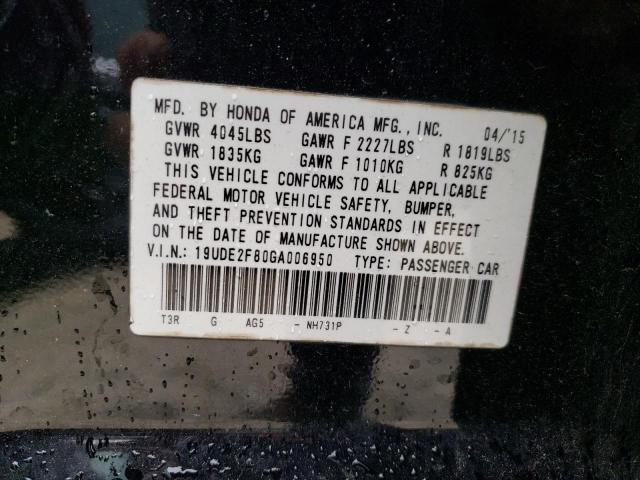 MFD. BY HONDA OF AMERICA MFG., INC. 04/'15
GVWR 4045LBS GAWR F 2227LBS R 1819LBS
GVWR 1835KG GAWR F 1010KG R 825KG
THIS VEHICLE CONFORMS TO ALL APPLICABLE
FEDERAL MOTOR VEHICLE SAFETY, BUMPER,
AND THEFT PREVENTION STANDARDS IN EFFECT
ON THE DATE OF MANUFACTURE SHOWN ABOVE.
V.I.N.: 19UDE2F80GA006950 TYPE: PASSENGER CAR
T3R G AG5 - NH731P - Z - A